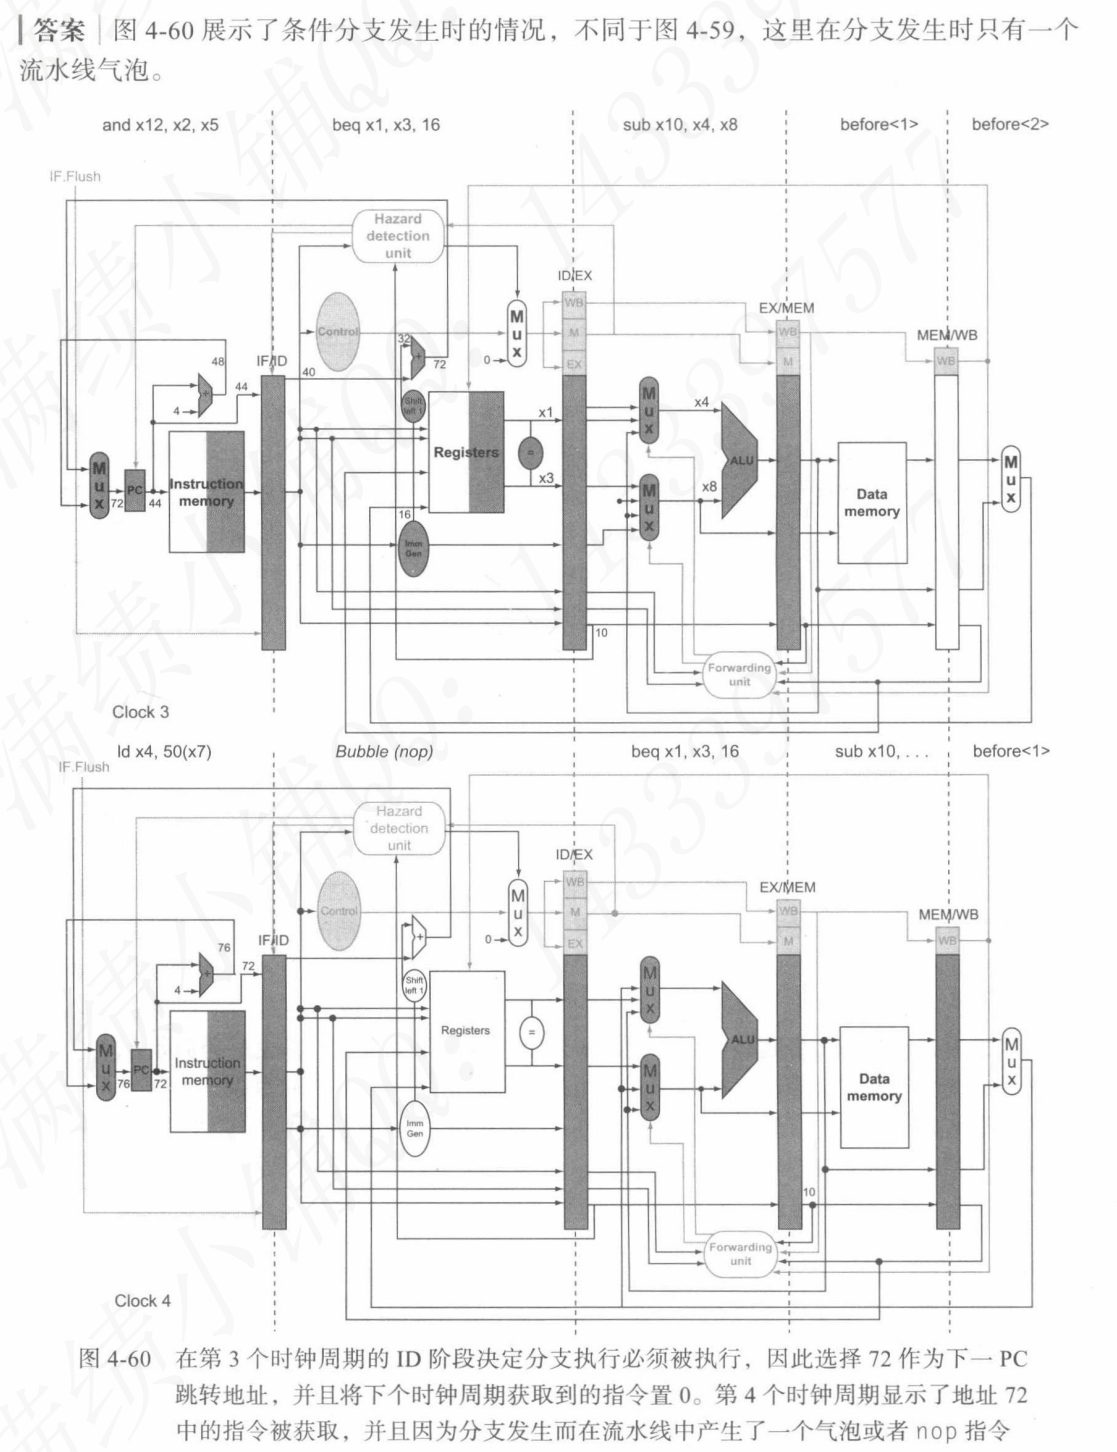 答案 图 4-60 展示了条件分支发生时的情况，不同于图 4-59，这里在分支发生时只有一个
流水线气泡。
and x12, x2, x5
beq x1, x3, 16
sub x10, x4, x8
before<1>
before<2>
IF.Flush
Hazard
detection
unit
ID/EX
WB
M
EX
EX/MEM
WB
M
MEM/WB
WB
Control
Mux
0
32
72
48
IF/ID
40
44
4
+
+
Shift
left 1
Registers
x1
=
x3
Mux
x4
ALU
Mux
x8
Mux
72
PC
44
Instruction
memory
16
Imm
Gen
Data
memory
Mux
10
Forwarding
unit
Clock 3
ld x4, 50(x7)
Bubble (nop)
beq x1, x3, 16
sub x10, . . .
before<1>
IF.Flush
Hazard
detection
unit
ID/EX
WB
M
EX
EX/MEM
WB
M
MEM/WB
WB
Control
Mux
0
+
76
IF/ID
72
4
+
Shift
left 1
Registers
=
Mux
ALU
Mux
Mux
76
PC
72
Instruction
memory
Imm
Gen
Data
memory
Mux
10
Forwarding
unit
Clock 4
图 4-60 在第 3 个时钟周期的 ID 阶段决定分支执行必须被执行，因此选择 72 作为下一 PC
跳转地址，并且将下个时钟周期获取到的指令置 0。第 4 个时钟周期显示了地址 72
中的指令被获取，并且因为分支发生而在流水线中产生了一个气泡或者 nop 指令